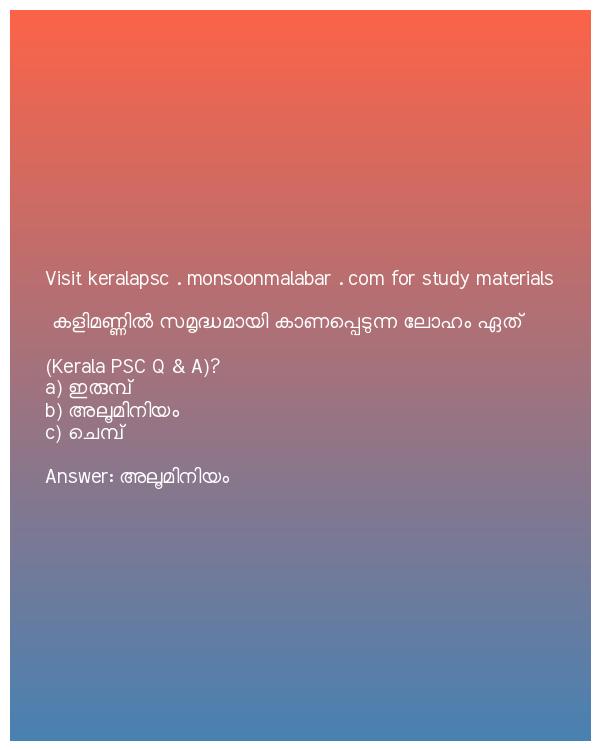 Visit keralapsc . monsoonmalabar . com for study materials
കളിമണ്ണിൽ സമൃദ്ധമായി കാണപ്പെടുന്ന ലോഹം ഏത്
(Kerala PSC Q & A)?
a) ഇരുമ്പ്
b) അലൂമിനിയം
c) ചെമ്പ്
Answer: അലൂമിനിയം